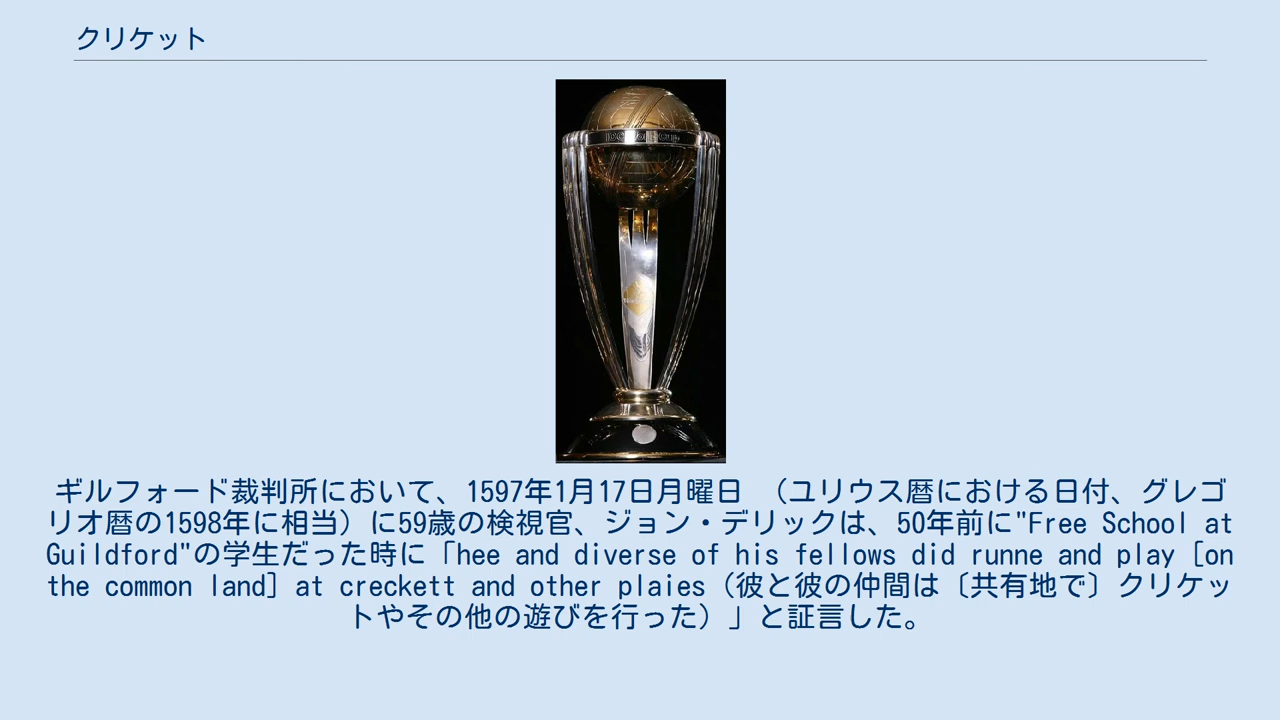 クリケット
ギルフォード裁判所において、1597年1月17日月曜日 （ユリウス暦における日付、グレゴ
リオ暦の1598年に相当）に59歳の検視官、ジョン・デリックは、50年前に"Free School at
Guildford"の学生だった時に「hee and diverse of his fellows did runne and play [on
the common land] at creckett and other plaies（彼と彼の仲間は〔共有地で〕クリケッ
トやその他の遊びを行った）」と証言した。